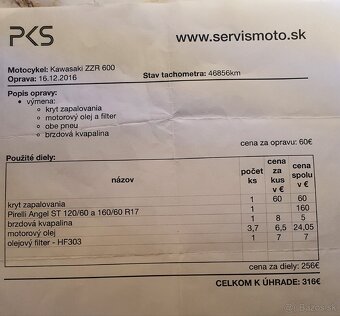 PKS
www.servismoto.sk
Motocykel: Kawasaki ZZR 600
Oprava: 16.12.2016
Stav tachometra: 46856km
Popis opravy:
• výmena:
• kryt zapalovania
• motorový olej a filter
• obe pneu
• brzdová kvapalina
cena za opravu: 60€
Použité diely:
názov počet ks cena za kus v € cena spolu v €
kryt zapalovania 1 60 60
Pirelli Angel ST 120/60 a 160/60 R17 1 160
brzdová kvapalina 1 8 5
motorový olej 3,7 6,5 24,05
olejový filter - HF303 1 7 7
cena za diely: 256€
CELKOM K ÚHRADE: 316€
Bazos.sk